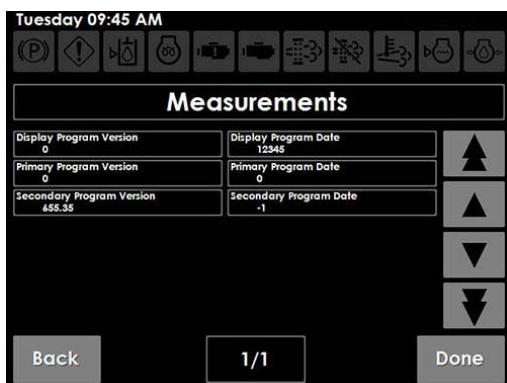 Tuesday 09:45 AM
Measurements
Display Program Version
0
Display Program Date
12345
Primary Program Version
0
Primary Program Date
0
Secondary Program Version
655.35
Secondary Program Date
-1
Back
1/1
Done